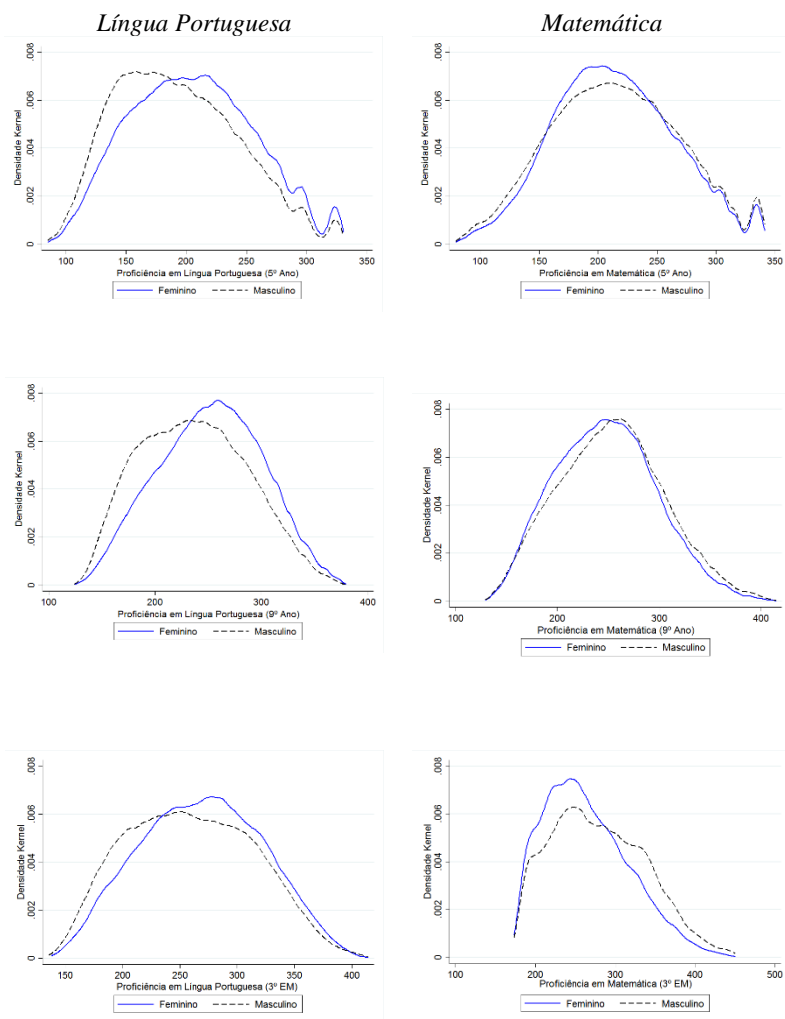 Língua Portuguesa
Matemática
Densidade Kernel
0 .002 .004 .006 .008
100 150 200 250 300 350
Proficiência em Língua Portuguesa (5º Ano)
Feminino Masculino
Densidade Kernel
0 .002 .004 .006 .008
100 150 200 250 300 350
Proficiência em Matemática (5º Ano)
Feminino Masculino
Densidade Kernel
0 .002 .004 .006 .008
100 200 300 400
Proficiência em Língua Portuguesa (9º Ano)
Feminino Masculino
Densidade Kernel
0 .002 .004 .006 .008
100 200 300 400
Proficiência em Matemática (9º Ano)
Feminino Masculino
Densidade Kernel
0 .002 .004 .006 .008
150 200 250 300 350 400
Proficiência em Língua Portuguesa (3º EM)
Feminino Masculino
Densidade Kernel
0 .002 .004 .006 .008
100 200 300 400 500
Proficiência em Matemática (3º EM)
Feminino Masculino